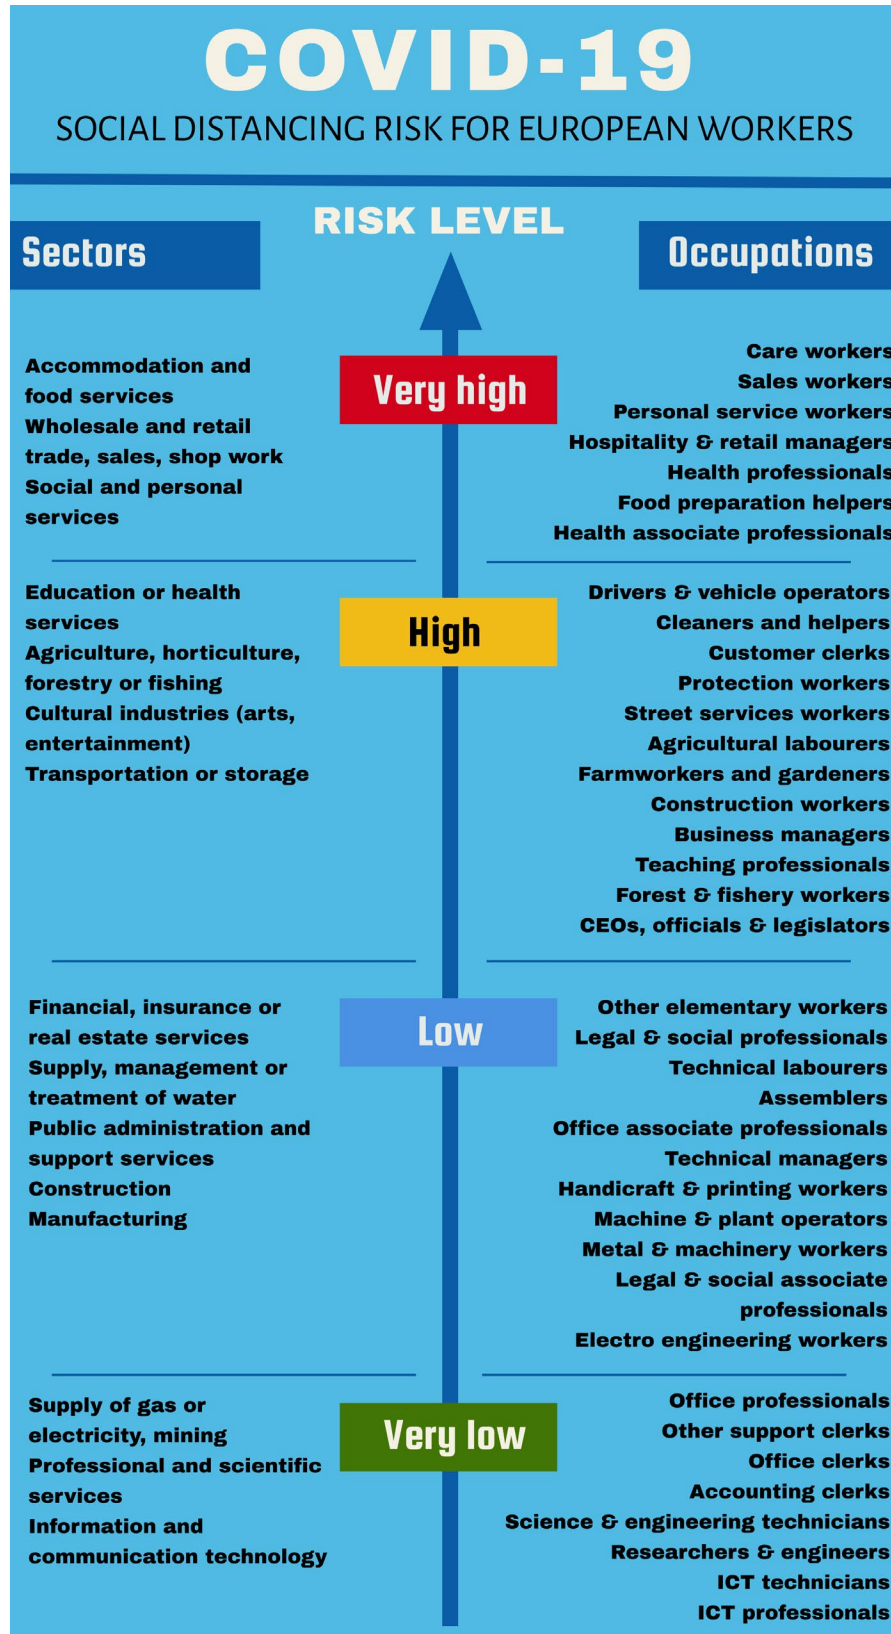 COVID-19
SOCIAL DISTANCING RISK FOR EUROPEAN WORKERS
RISK LEVEL
Sectors
Occupations
Very high
Accommodation and
food services
Wholesale and retail
trade, sales, shop work
Social and personal
services
Care workers
Sales workers
Personal service workers
Hospitality & retail managers
Health professionals
Food preparation helpers
Health associate professionals
High
Education or health
services
Agriculture, horticulture,
forestry or fishing
Cultural industries (arts,
entertainment)
Transportation or storage
Drivers & vehicle operators
Cleaners and helpers
Customer clerks
Protection workers
Street services workers
Agricultural labourers
Farmworkers and gardeners
Construction workers
Business managers
Teaching professionals
Forest & fishery workers
CEOs, officials & legislators
Low
Financial, insurance or
real estate services
Supply, management or
treatment of water
Public administration and
support services
Construction
Manufacturing
Other elementary workers
Legal & social professionals
Technical labourers
Assemblers
Office associate professionals
Technical managers
Handicraft & printing workers
Machine & plant operators
Metal & machinery workers
Legal & social associate
professionals
Electro engineering workers
Very low
Supply of gas or
electricity, mining
Professional and scientific
services
Information and
communication technology
Office professionals
Other support clerks
Office clerks
Accounting clerks
Science & engineering technicians
Researchers & engineers
ICT technicians
ICT professionals